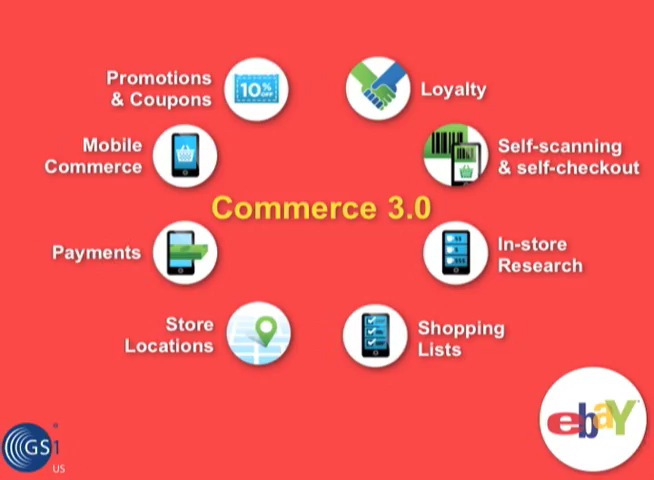 Promotions
& Coupons
10%
OFF
Loyalty
Mobile
Commerce
Self-scanning
& self-checkout
Commerce 3.0
Payments
In-store
Research
Store
Locations
Shopping
Lists
GS1
®
US
ebaY